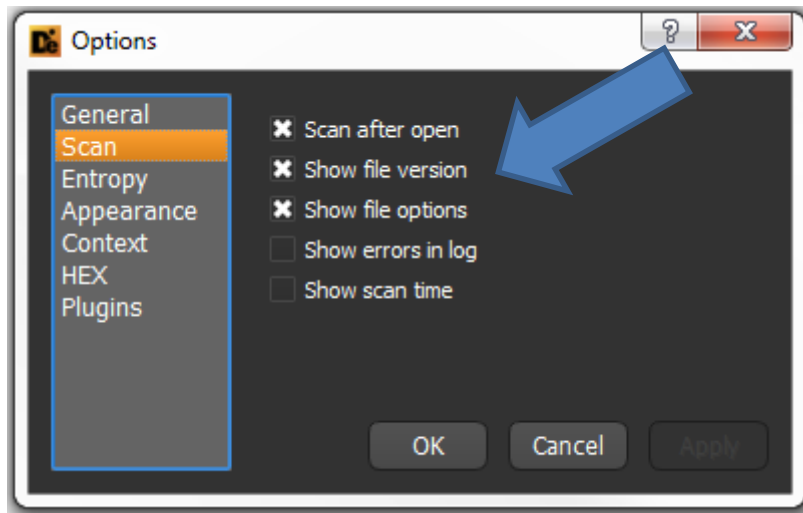 De Options
?
General
Scan
Entropy
Appearance
Context
HEX
Plugins
Scan after open
Show file version
Show file options
Show errors in log
Show scan time
OK Cancel Apply